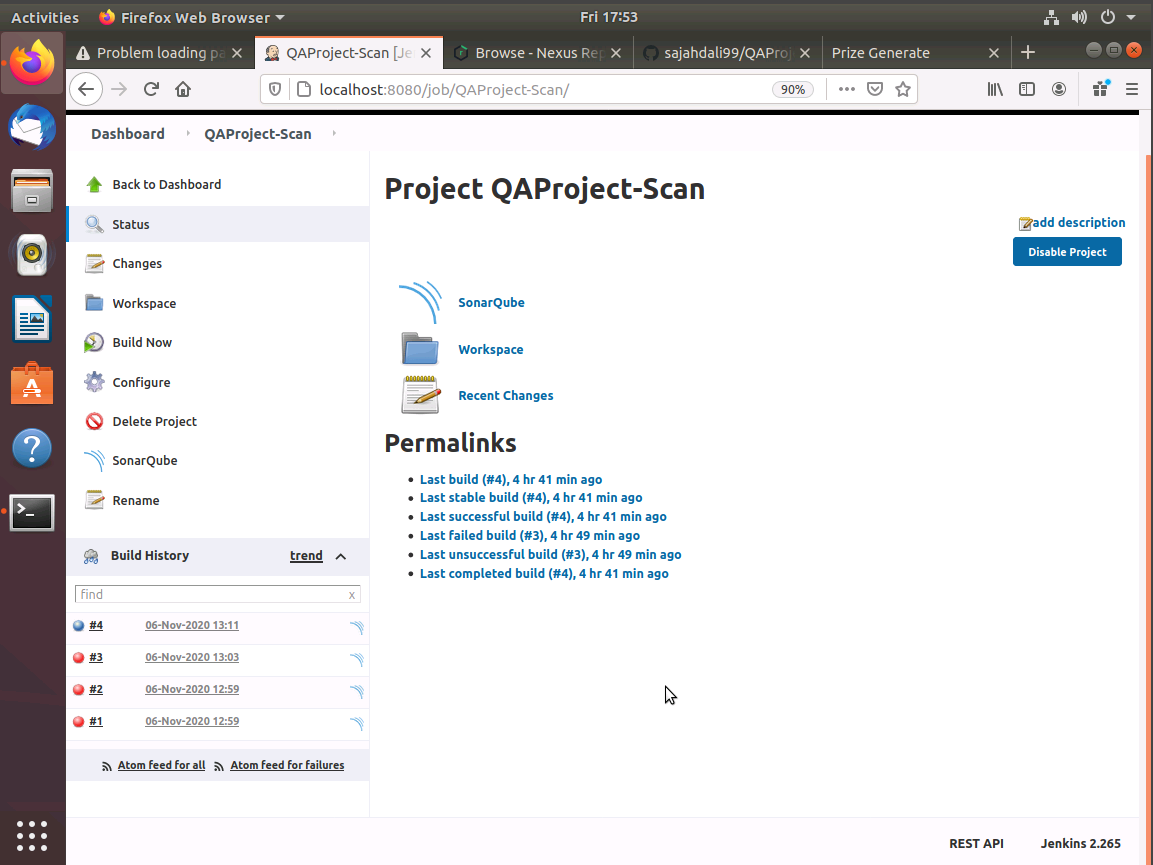 Activities Firefox Web Browser Fri 17:53
Problem loading pa QAProject-Scan [Je Browse - Nexus Rep sajahdali99/QAProj Prize Generate
localhost:8080/job/QAProject-Scan/ 90%
Dashboard QAProject-Scan
Back to Dashboard
Status
Changes
Workspace
Build Now
Configure
Delete Project
SonarQube
Rename
Build History trend
find x
#4 06-Nov-2020 13:11
#3 06-Nov-2020 13:03
#2 06-Nov-2020 12:59
#1 06-Nov-2020 12:59
Atom feed for all Atom feed for failures
Project QAProject-Scan
add description
Disable Project
SonarQube
Workspace
Recent Changes
Permalinks
Last build (#4), 4 hr 41 min ago
Last stable build (#4), 4 hr 41 min ago
Last successful build (#4), 4 hr 41 min ago
Last failed build (#3), 4 hr 49 min ago
Last unsuccessful build (#3), 4 hr 49 min ago
Last completed build (#4), 4 hr 41 min ago
REST API Jenkins 2.265